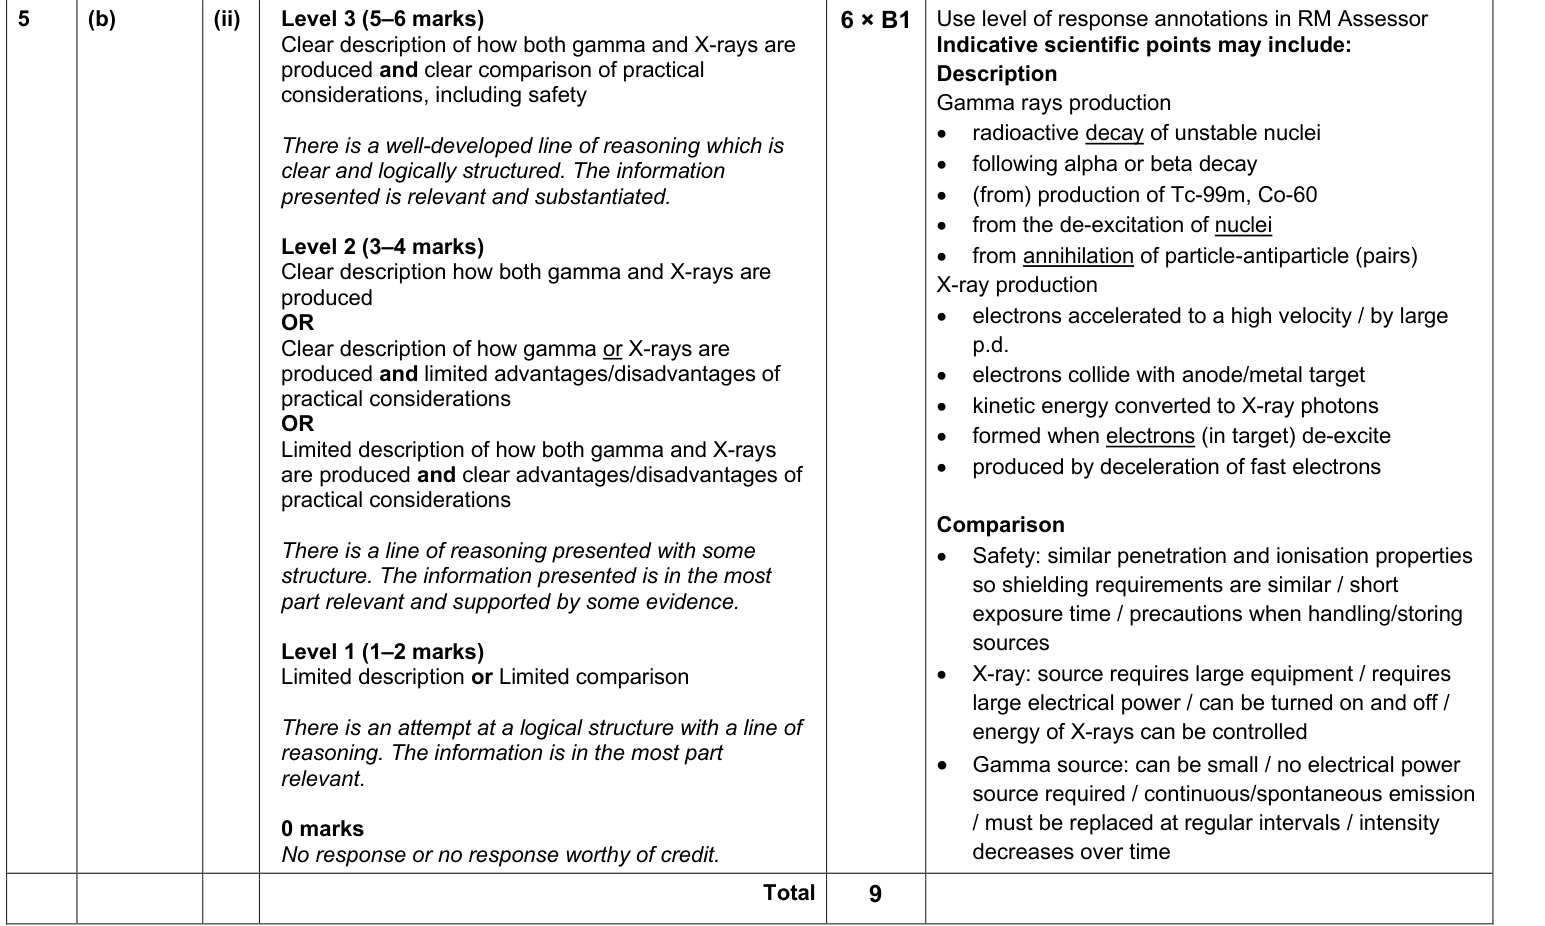 5 (b) (ii) Level 3 (5–6 marks)
Clear description of how both gamma and X-rays are
produced and clear comparison of practical
considerations, including safety
There is a well-developed line of reasoning which is
clear and logically structured. The information
presented is relevant and substantiated.
Level 2 (3–4 marks)
Clear description how both gamma and X-rays are
produced
OR
Clear description of how gamma or X-rays are
produced and limited advantages/disadvantages of
practical considerations
OR
Limited description of how both gamma and X-rays
are produced and clear advantages/disadvantages of
practical considerations
There is a line of reasoning presented with some
structure. The information presented is in the most
part relevant and supported by some evidence.
Level 1 (1–2 marks)
Limited description or Limited comparison
There is an attempt at a logical structure with a line of
reasoning. The information is in the most part
relevant.
0 marks
No response or no response worthy of credit.
6 × B1
Use level of response annotations in RM Assessor
Indicative scientific points may include:
Description
Gamma rays production
• radioactive decay of unstable nuclei
• following alpha or beta decay
• (from) production of Tc-99m, Co-60
• from the de-excitation of nuclei
• from annihilation of particle-antiparticle (pairs)
X-ray production
• electrons accelerated to a high velocity / by large
p.d.
• electrons collide with anode/metal target
• kinetic energy converted to X-ray photons
• formed when electrons (in target) de-excite
• produced by deceleration of fast electrons
Comparison
• Safety: similar penetration and ionisation properties
so shielding requirements are similar / short
exposure time / precautions when handling/storing
sources
• X-ray: source requires large equipment / requires
large electrical power / can be turned on and off /
energy of X-rays can be controlled
• Gamma source: can be small / no electrical power
source required / continuous/spontaneous emission
/ must be replaced at regular intervals / intensity
decreases over time
Total 9